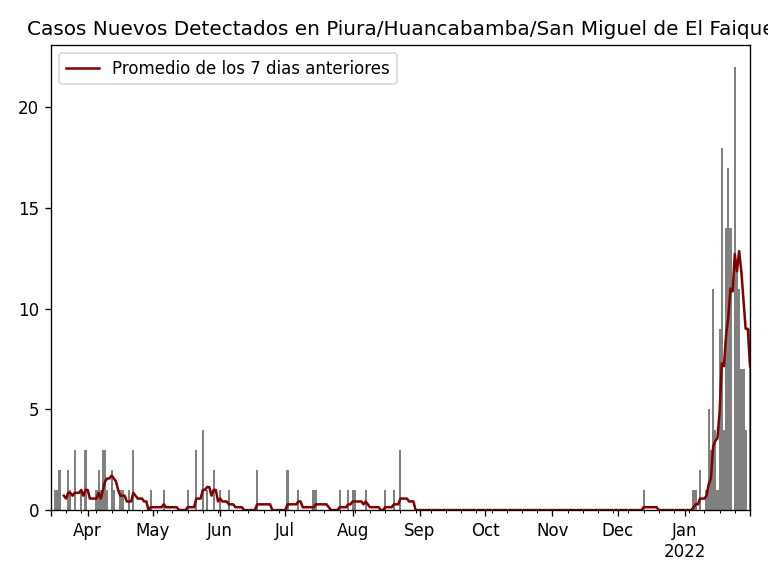 Casos Nuevos Detectados en Piura/Huancabamba/San Miguel de El Faique
Promedio de los 7 dias anteriores
20
15
10
5
0
Apr May Jun Jul Aug Sep Oct Nov Dec Jan
2022